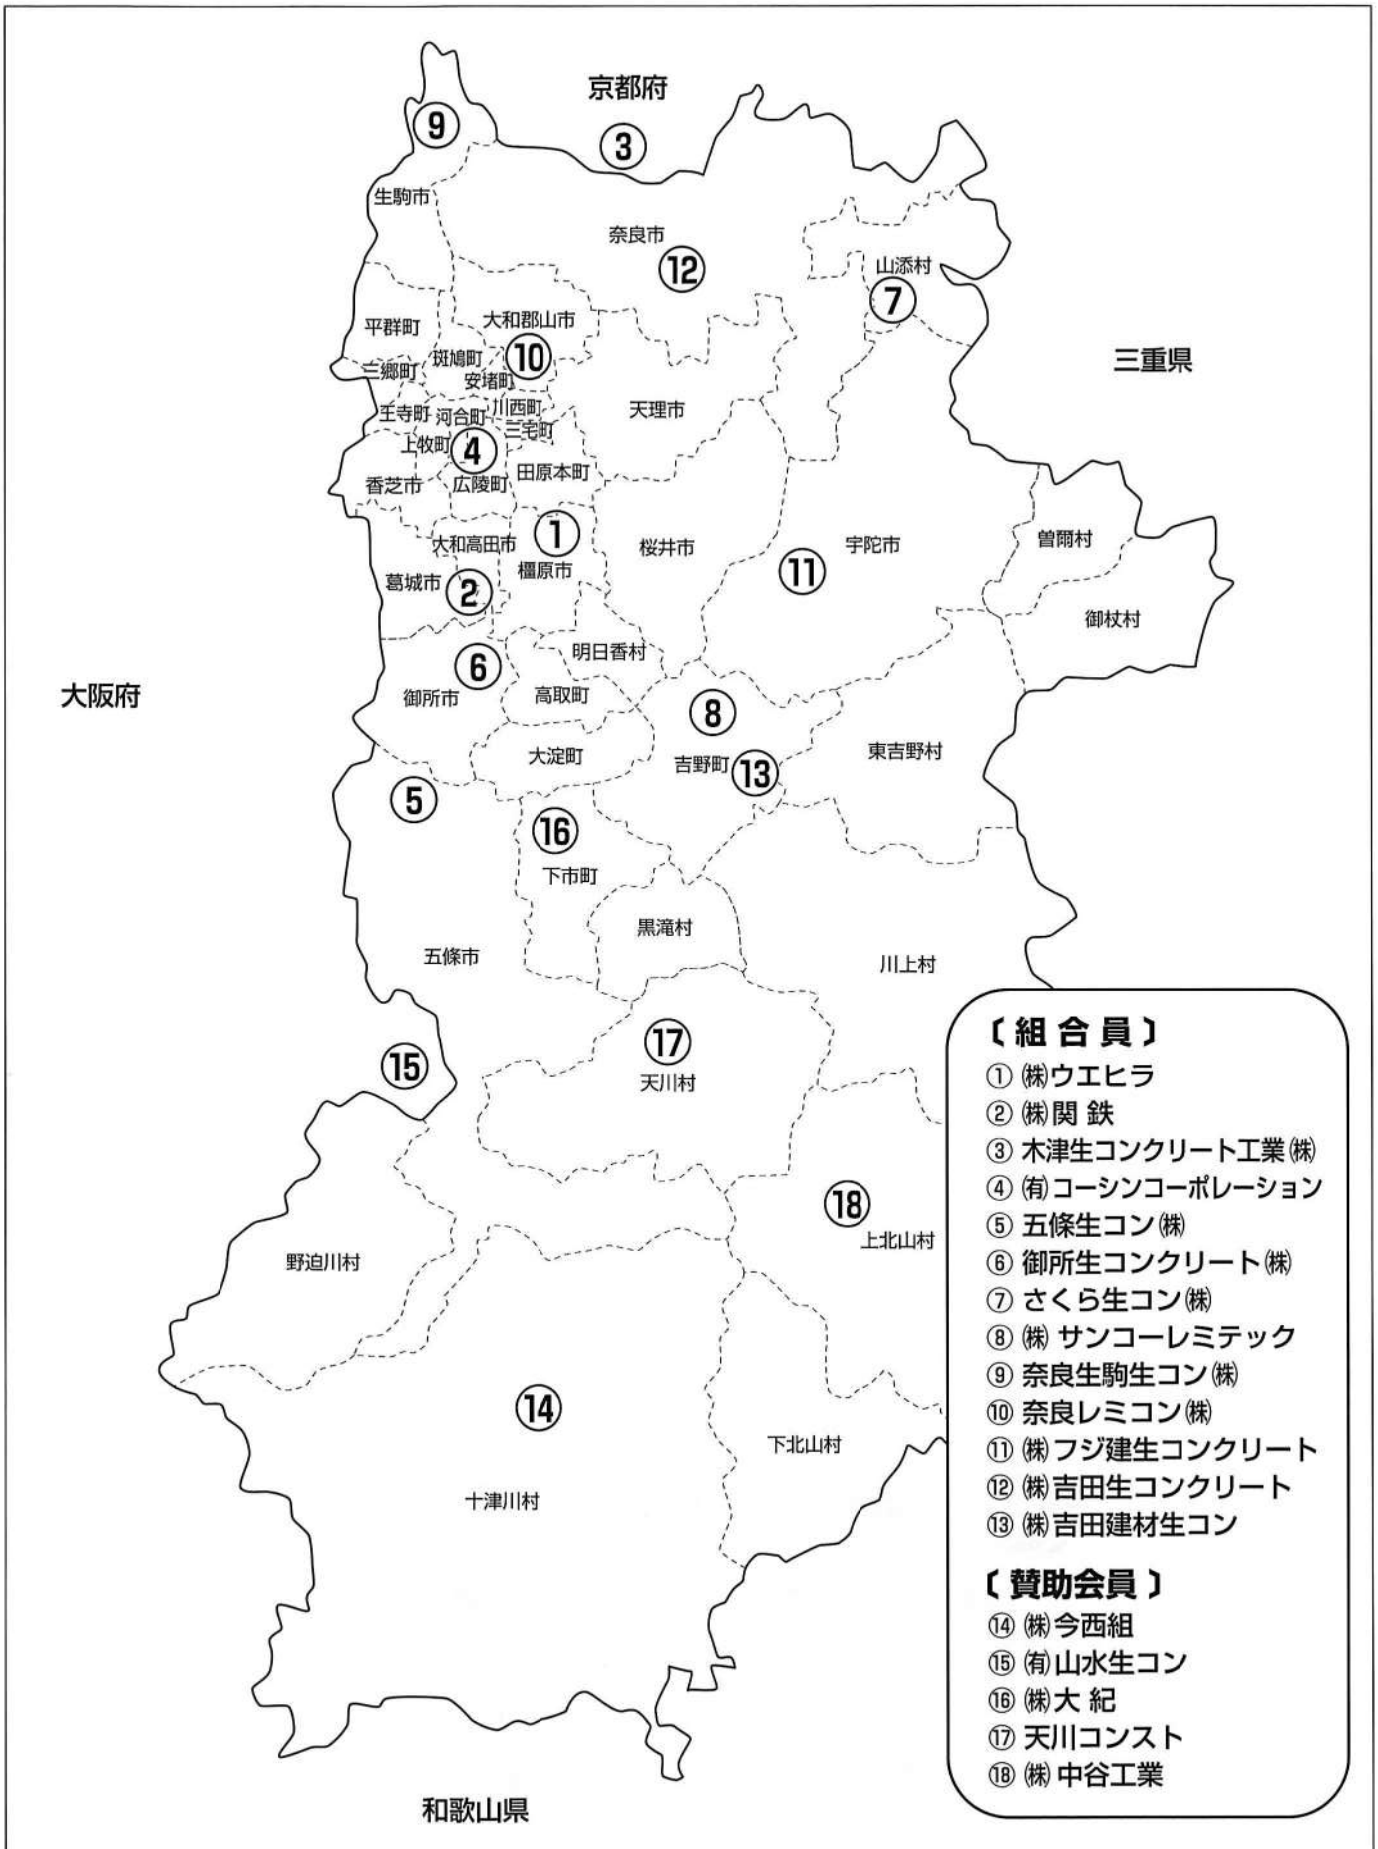 京都府
⑨
③
生駒市
奈良市
⑫
山添村
⑦
平群町
大和郡山市
三重県
斑鳩町
⑩
三郷町
安堵町
王寺町
河合町
川西町
天理市
三宅町
上牧町
④
田原本町
香芝市
広陵町
①
大和高田市
桜井市
宇陀市
曽爾村
葛城市
②
橿原市
⑪
御杖村
明日香村
⑥
大阪府
御所市
高取町
⑧
大淀町
吉野町
⑬
東吉野村
⑤
⑯
下市町
黒滝村
五條市
川上村
⑰
⑮
天川村
⑱
上北山村
野迫川村
⑭
下北山村
十津川村
和歌山県
〔組合員〕
① ㈱ウエヒラ
② ㈱関鉄
③ 木津生コンクリート工業㈱
④ ㈲コーシンコーポレーション
⑤ 五條生コン㈱
⑥ 御所生コンクリート㈱
⑦ さくら生コン㈱
⑧ ㈱サンコーレミテック
⑨ 奈良生駒生コン㈱
⑩ 奈良レミコン㈱
⑪ ㈱フジ建生コンクリート
⑫ ㈱吉田生コンクリート
⑬ ㈱吉田建材生コン
〔賛助会員〕
⑭ ㈱今西組
⑮ ㈲山水生コン
⑯ ㈱大紀
⑰ 天川コンスト
⑱ ㈱中谷工業